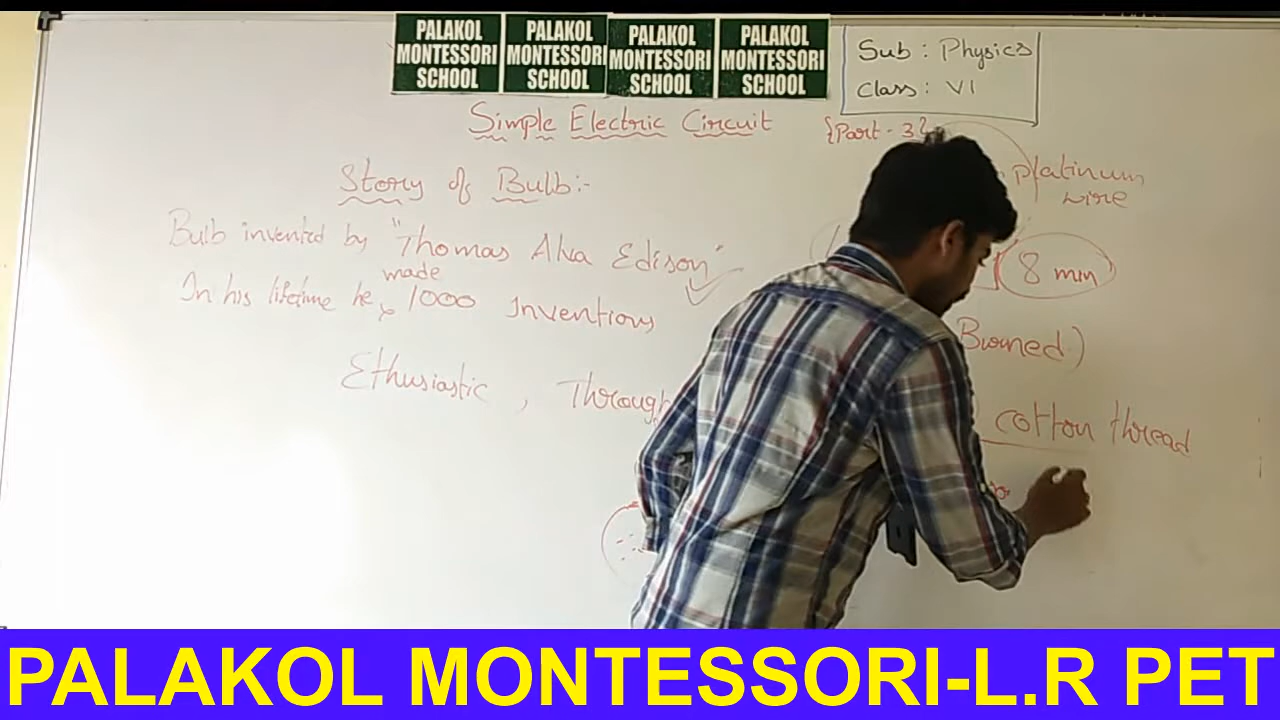 PALAKOL MONTESSORI SCHOOL
PALAKOL MONTESSORI SCHOOL
PALAKOL MONTESSORI SCHOOL
PALAKOL MONTESSORI SCHOOL
Sub : Physics
Class : VI
Simple Electric Circuit {Part - 3}
Story of Bulb:-
platinum
wire
Bulb invented by "Thomas Alva Edison"
8 min
made
In his lifetime he 1000 Inventions
Burned)
Ethusiastic , Through
cotton thread
PALAKOL MONTESSORI-L.R PET